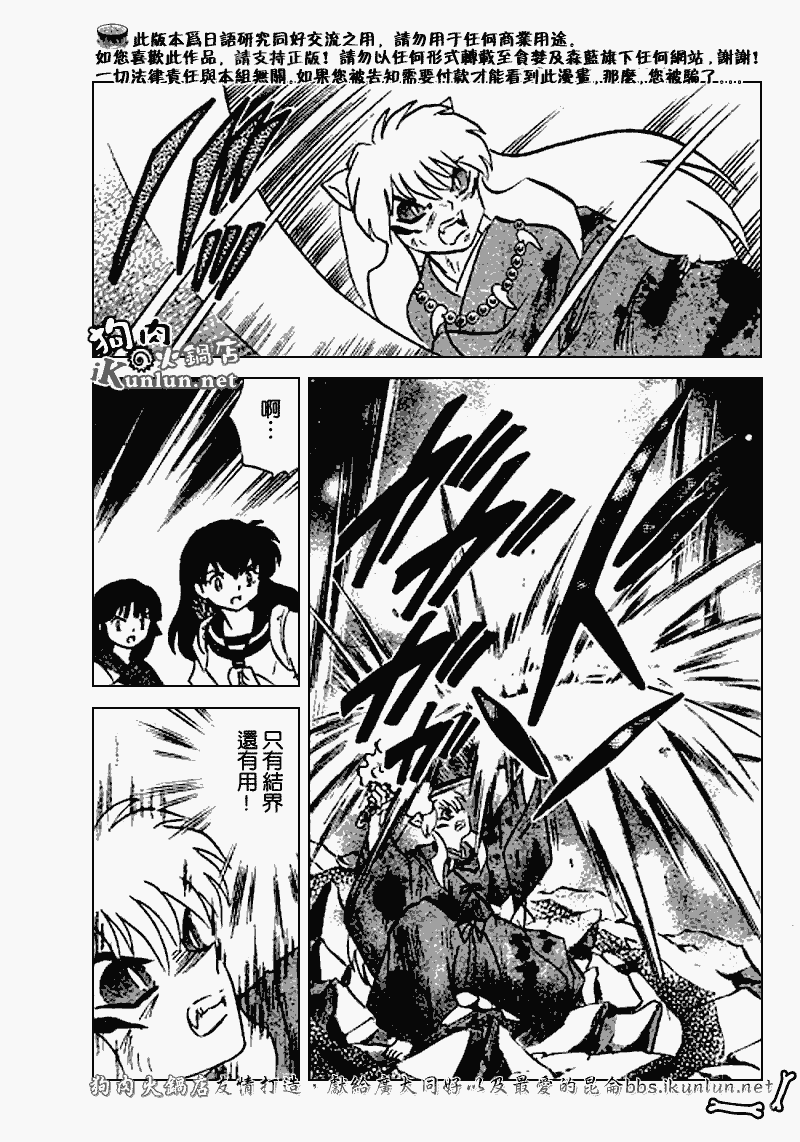 此版本爲日語研究同好交流之用，請勿用于任何商業用途。
如您喜歡此作品，請支持正版！請勿以任何形式轉載至貪婪及森藍旗下任何網站，謝謝！
一切法律責任與本組無關。如果您被告知需要付款才能看到此漫畫，那麼，您被騙了。。。
狗肉
火鍋店
iKunlun.net
ガガガガ
啊…
只有結界
還有用！
狗肉火鍋店友情打造，獻給廣大同好以及最愛的昆侖bbs.ikunlun.net